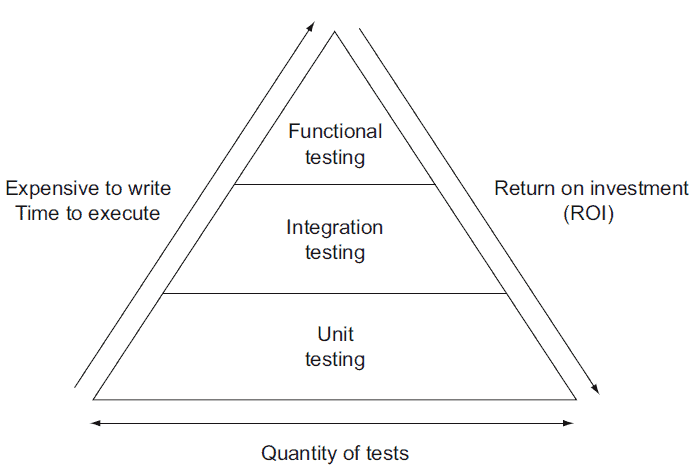 Functional
testing
Expensive to write
Time to execute
Return on investment
(ROI)
Integration
testing
Unit
testing
Quantity of tests